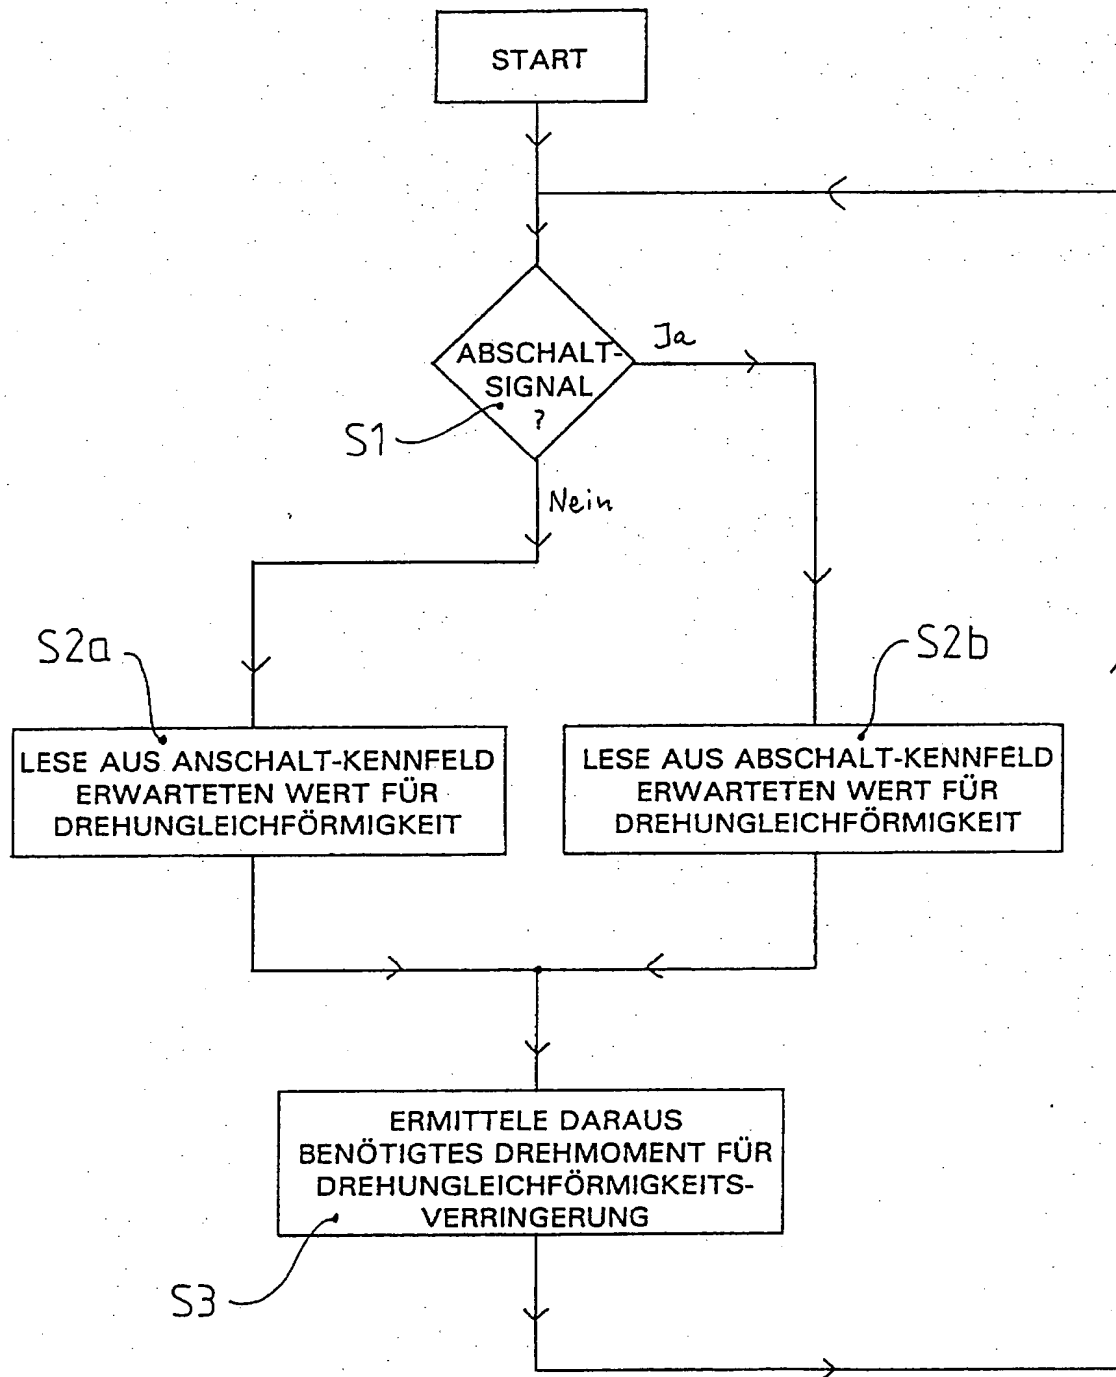 START
ABSCHALT-
SIGNAL
?
Ja
S1
Nein
S2a
S2b
LESE AUS ANSCHALT-KENNFELD
ERWARTETEN WERT FÜR
DREHUNGLEICHFÖRMIGKEIT
LESE AUS ABSCHALT-KENNFELD
ERWARTETEN WERT FÜR
DREHUNGLEICHFÖRMIGKEIT
ERMITTELE DARAUS
BENÖTIGTES DREHMOMENT FÜR
DREHUNGLEICHFÖRMIGKEITS-
VERRINGERUNG
S3